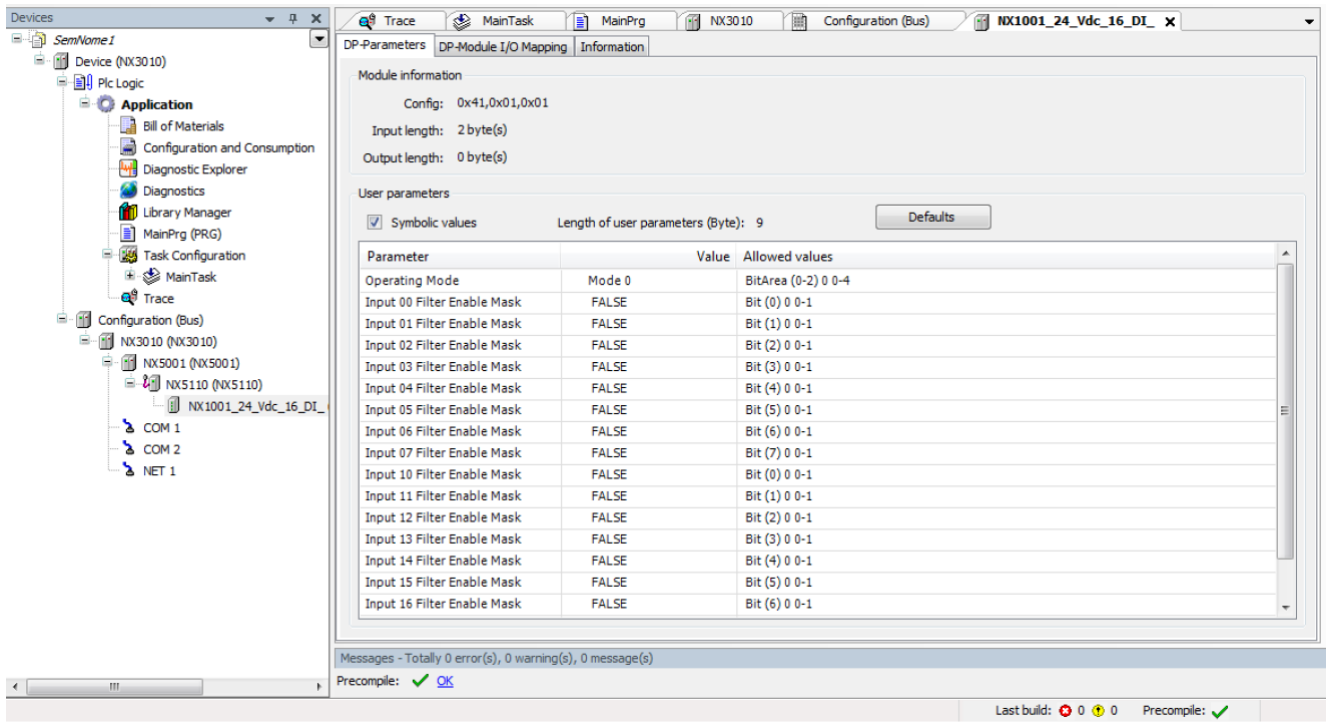 Devices
SemNome1
Device (NX3010)
Plc Logic
Application
Bill of Materials
Configuration and Consumption
Diagnostic Explorer
Diagnostics
Library Manager
MainPrg (PRG)
Task Configuration
MainTask
Trace
Configuration (Bus)
NX3010 (NX3010)
NX5001 (NX5001)
NX5110 (NX5110)
NX1001_24_Vdc_16_DI_
COM 1
COM 2
NET 1
Trace MainTask MainPrg NX3010 Configuration (Bus) NX1001_24_Vdc_16_DI_ X
DP-Parameters DP-Module I/O Mapping Information
Module information
Config: 0x41,0x01,0x01
Input length: 2 byte(s)
Output length: 0 byte(s)
User parameters
Symbolic values Length of user parameters (Byte): 9 Defaults
Parameter Value Allowed values
Operating Mode Mode 0 BitArea (0-2) 0 0-4
Input 00 Filter Enable Mask FALSE Bit (0) 0 0-1
Input 01 Filter Enable Mask FALSE Bit (1) 0 0-1
Input 02 Filter Enable Mask FALSE Bit (2) 0 0-1
Input 03 Filter Enable Mask FALSE Bit (3) 0 0-1
Input 04 Filter Enable Mask FALSE Bit (4) 0 0-1
Input 05 Filter Enable Mask FALSE Bit (5) 0 0-1
Input 06 Filter Enable Mask FALSE Bit (6) 0 0-1
Input 07 Filter Enable Mask FALSE Bit (7) 0 0-1
Input 10 Filter Enable Mask FALSE Bit (0) 0 0-1
Input 11 Filter Enable Mask FALSE Bit (1) 0 0-1
Input 12 Filter Enable Mask FALSE Bit (2) 0 0-1
Input 13 Filter Enable Mask FALSE Bit (3) 0 0-1
Input 14 Filter Enable Mask FALSE Bit (4) 0 0-1
Input 15 Filter Enable Mask FALSE Bit (5) 0 0-1
Input 16 Filter Enable Mask FALSE Bit (6) 0 0-1
Messages - Totally 0 error(s), 0 warning(s), 0 message(s)
Precompile: OK
Last build: 0 0 Precompile: